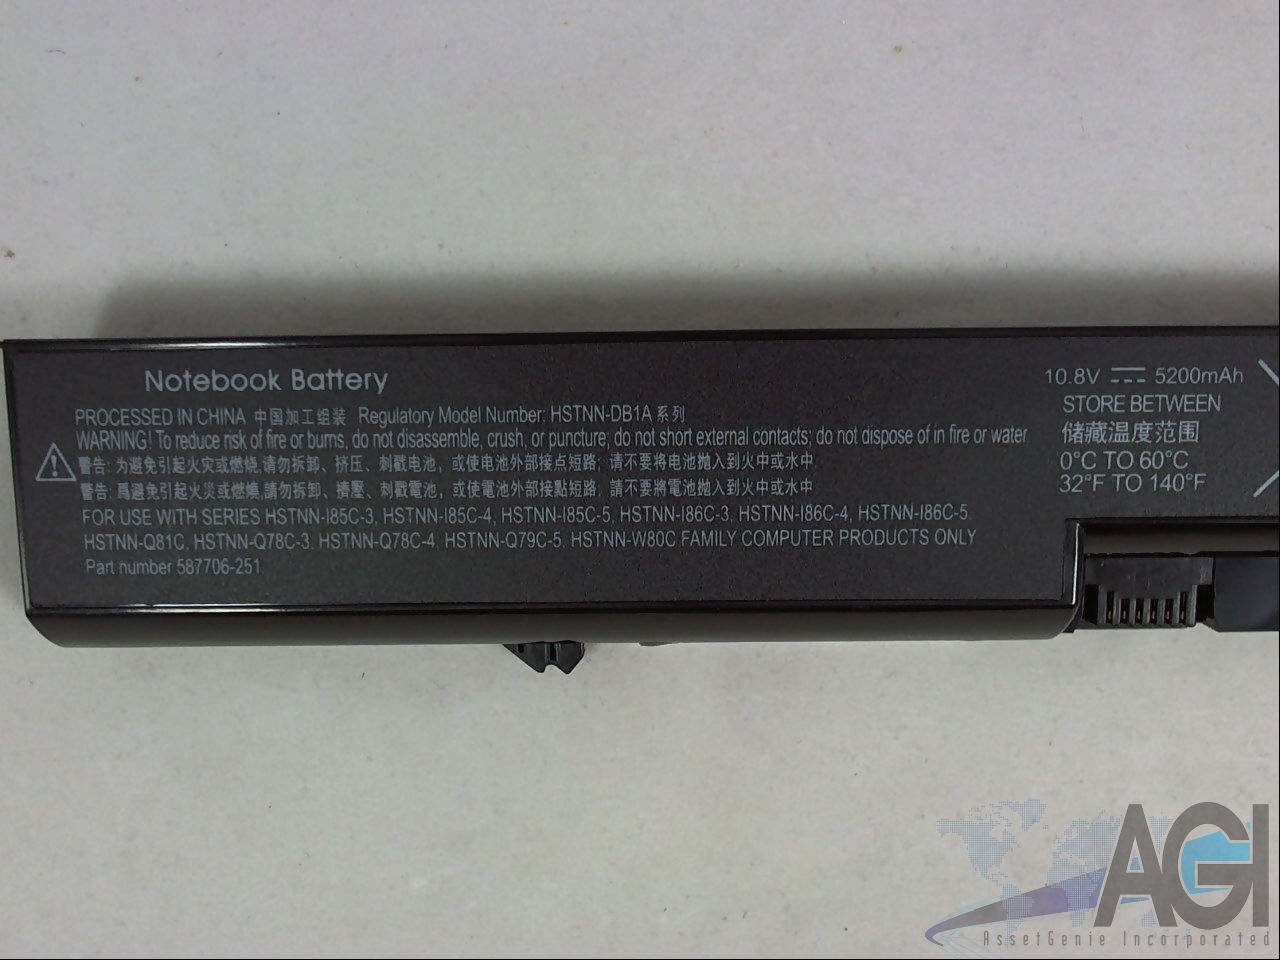 Notebook Battery
PROCESSED IN CHINA 中国加工组装 Regulatory Model Number: HSTNN-DB1A 系列
WARNING! To reduce risk of fire or burns, do not disassemble, crush, or puncture; do not short external contacts; do not dispose of in fire or water
警告: 为避免引起火灾或燃烧,请勿拆卸、挤压、刺戳电池，或使电池外部接点短路; 请不要将电池抛入到火中或水中
警告: 爲避免引起火災或燃燒,請勿拆卸、擠壓、刺戳電池，或使電池外部接點短路; 請不要將電池抛入到火中或水中
FOR USE WITH SERIES HSTNN-I85C-3, HSTNN-I85C-4, HSTNN-I85C-5, HSTNN-I86C-3, HSTNN-I86C-4, HSTNN-I86C-5
HSTNN-Q81C, HSTNN-Q78C-3, HSTNN-Q78C-4, HSTNN-Q79C-5, HSTNN-W80C FAMILY COMPUTER PRODUCTS ONLY
Part number 587706-251
10.8V 5200mAh
STORE BETWEEN
储藏温度范围
0°C TO 60°C
32°F TO 140°F
AGI
AssetGenie Incorporated